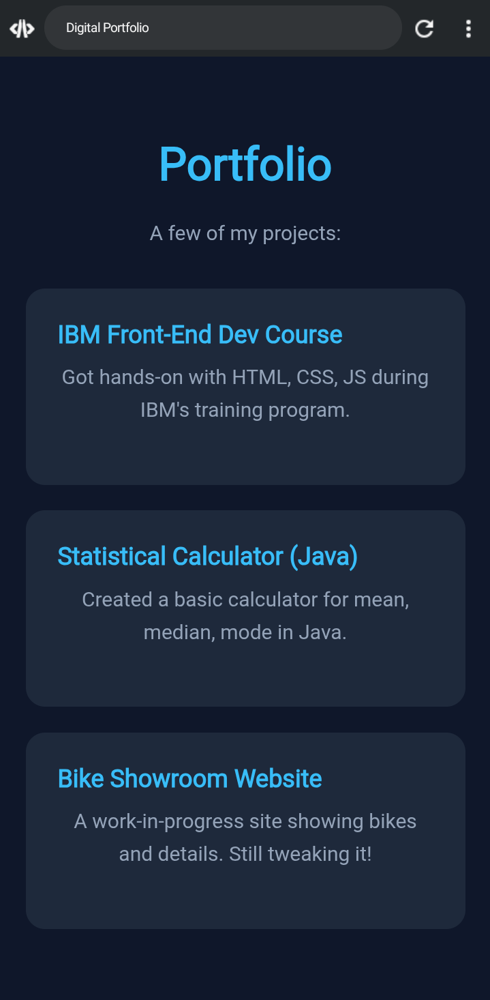 Digital Portfolio
Portfolio
A few of my projects:
IBM Front-End Dev Course
Got hands-on with HTML, CSS, JS during
IBM's training program.
Statistical Calculator (Java)
Created a basic calculator for mean,
median, mode in Java.
Bike Showroom Website
A work-in-progress site showing bikes
and details. Still tweaking it!